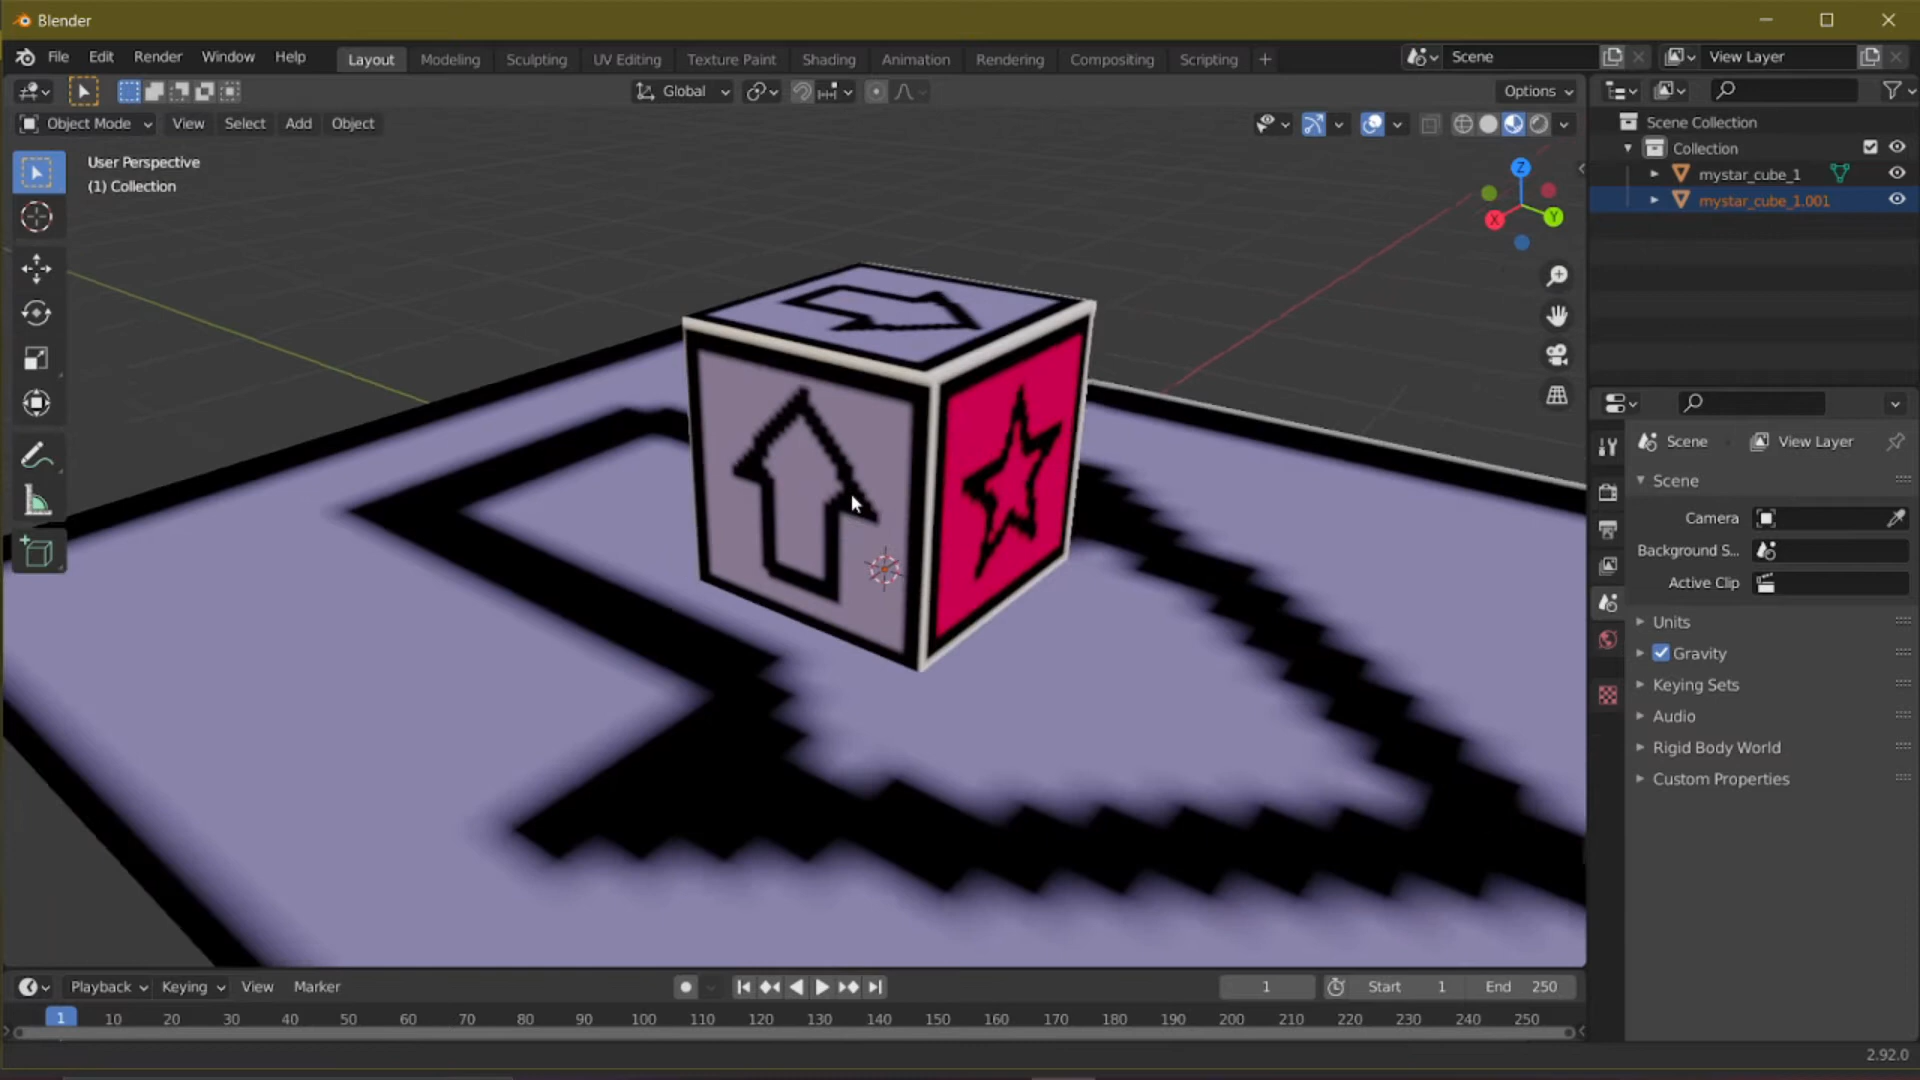 Blender
File Edit Render Window Help Layout Modeling Sculpting UV Editing Texture Paint Shading Animation Rendering Compositing Scripting + Scene View Layer
Global Options
Object Mode View Select Add Object
User Perspective
(1) Collection
Z
X
Y
Scene Collection
Collection
mystar_cube_1
mystar_cube_1.001
Scene View Layer
Scene
Camera
Background S...
Active Clip
Units
Gravity
Keying Sets
Audio
Rigid Body World
Custom Properties
Playback Keying View Marker 1 Start 1 End 250
1 10 20 30 40 50 60 70 80 90 100 110 120 130 140 150 160 170 180 190 200 210 220 230 240 250
2.92.0